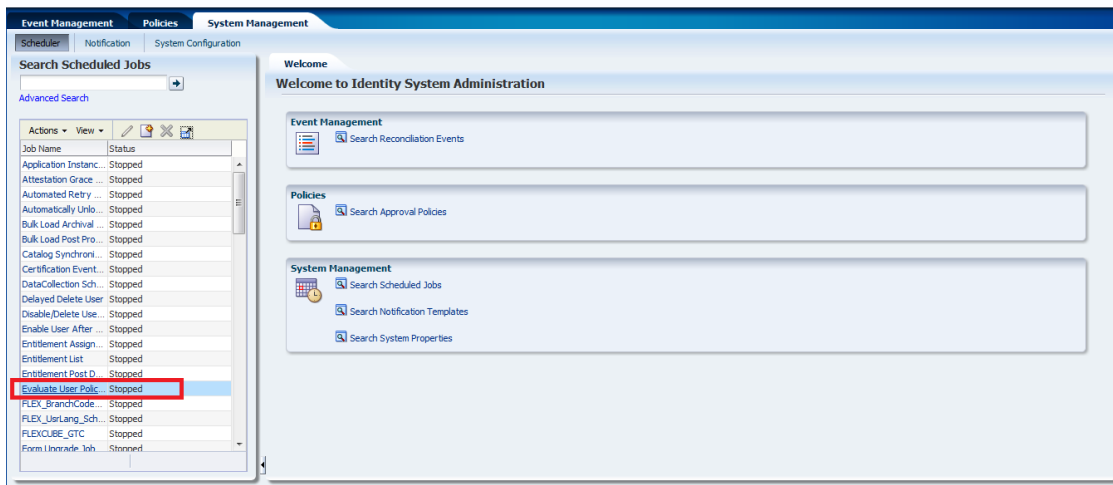 Event Management Policies System Management
Scheduler Notification System Configuration
Search Scheduled Jobs
Advanced Search
Actions View
Job Name Status
Application Instanc... Stopped
Attestation Grace ... Stopped
Automated Retry ... Stopped
Automatically Unlo... Stopped
Bulk Load Archival ... Stopped
Bulk Load Post Pro... Stopped
Catalog Synchroni... Stopped
Certification Event... Stopped
DataCollection Sch... Stopped
Delayed Delete User Stopped
Disable/Delete Use... Stopped
Enable User After ... Stopped
Entitlement Assign... Stopped
Entitlement List Stopped
Entitlement Post D... Stopped
Evaluate User Polic... Stopped
FLEX_BranchCode... Stopped
FLEX_UsrLang_Sch... Stopped
FLEXCUBE_GTC Stopped
Form Upgrade Job Stopped
Welcome
Welcome to Identity System Administration
Event Management
Search Reconciliation Events
Policies
Search Approval Policies
System Management
Search Scheduled Jobs
Search Notification Templates
Search System Properties